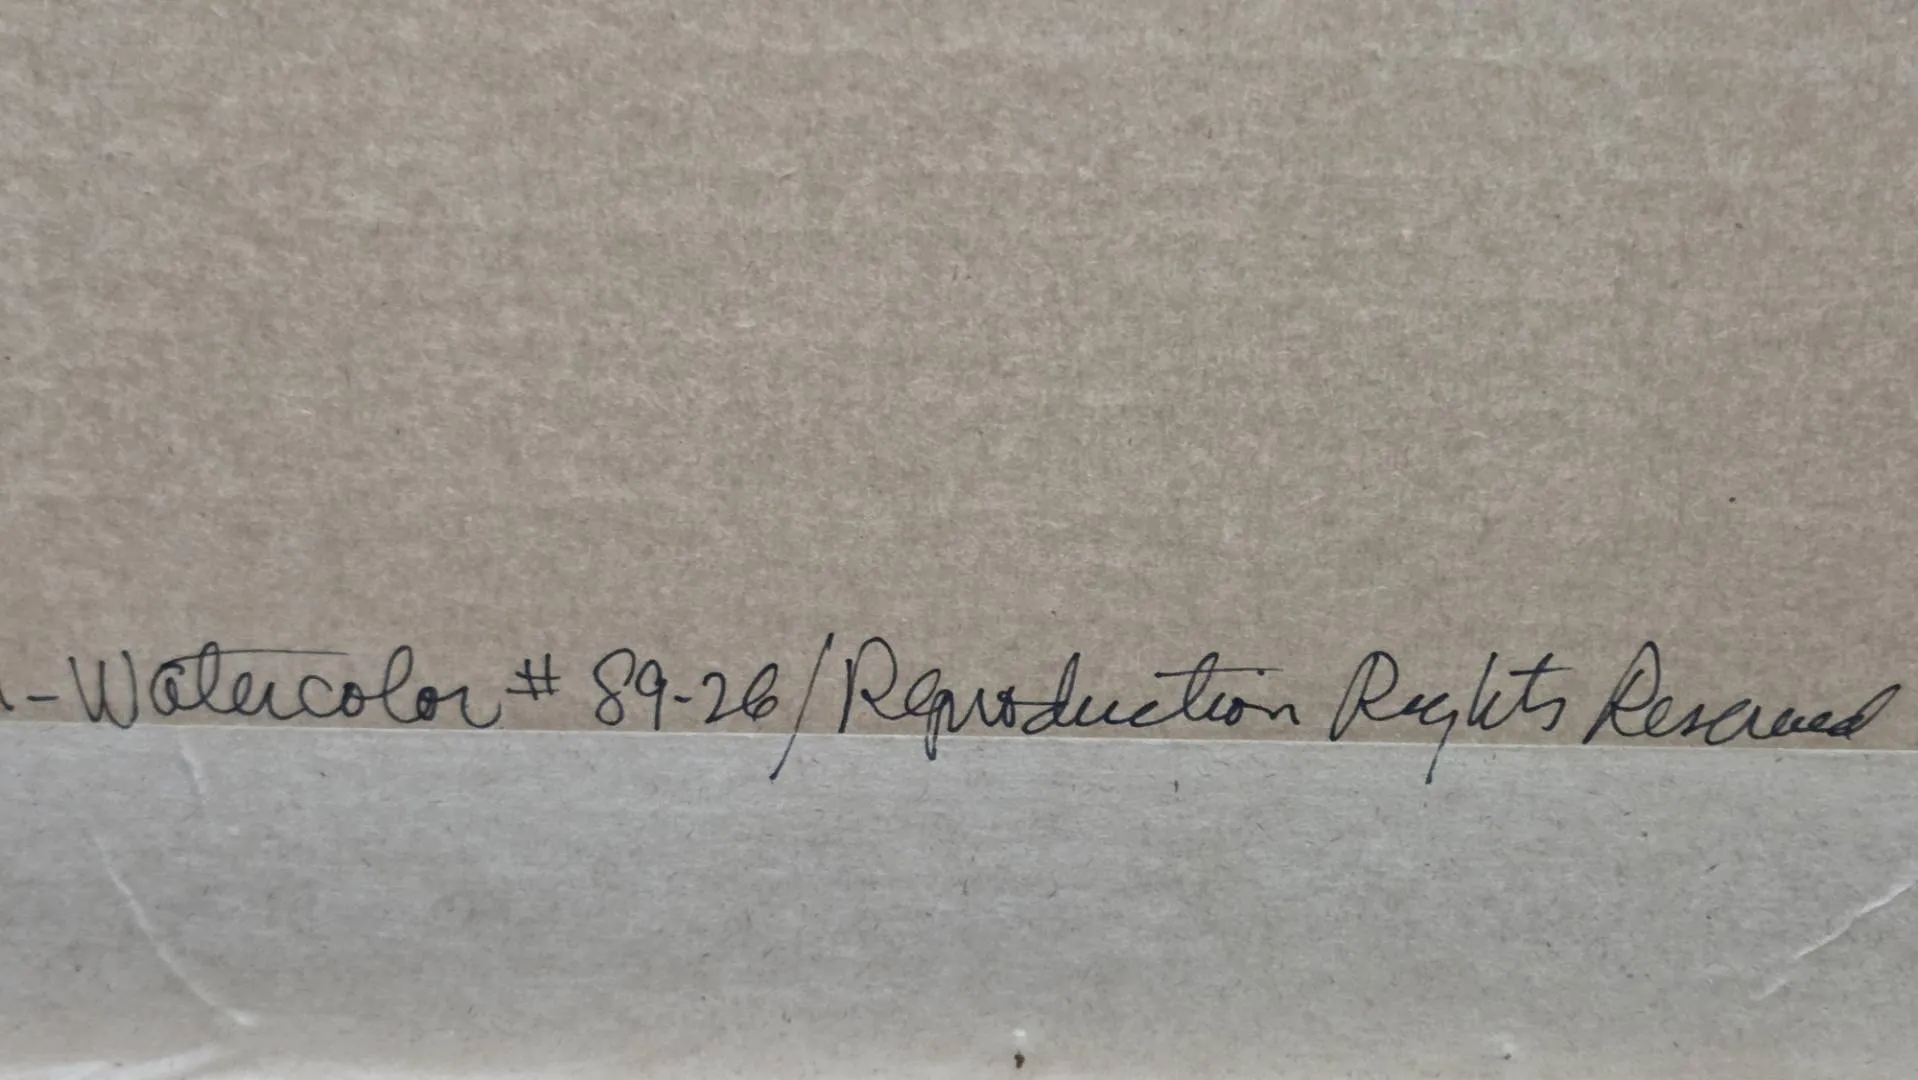 -Watercolor # 89-26/Reproduction Rights Reserved